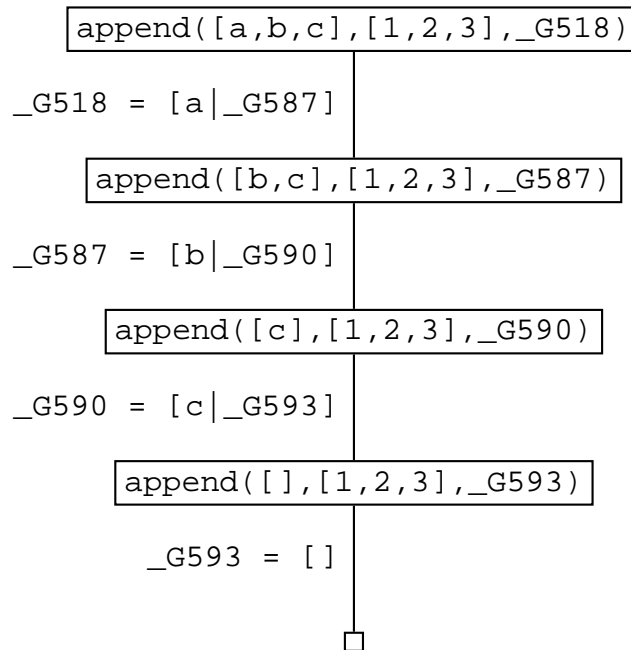 append([a,b,c],[1,2,3],_G518)
_G518 = [a|_G587]
append([b,c],[1,2,3],_G587)
_G587 = [b|_G590]
append([c],[1,2,3],_G590)
_G590 = [c|_G593]
append([],[1,2,3],_G593)
_G593 = []